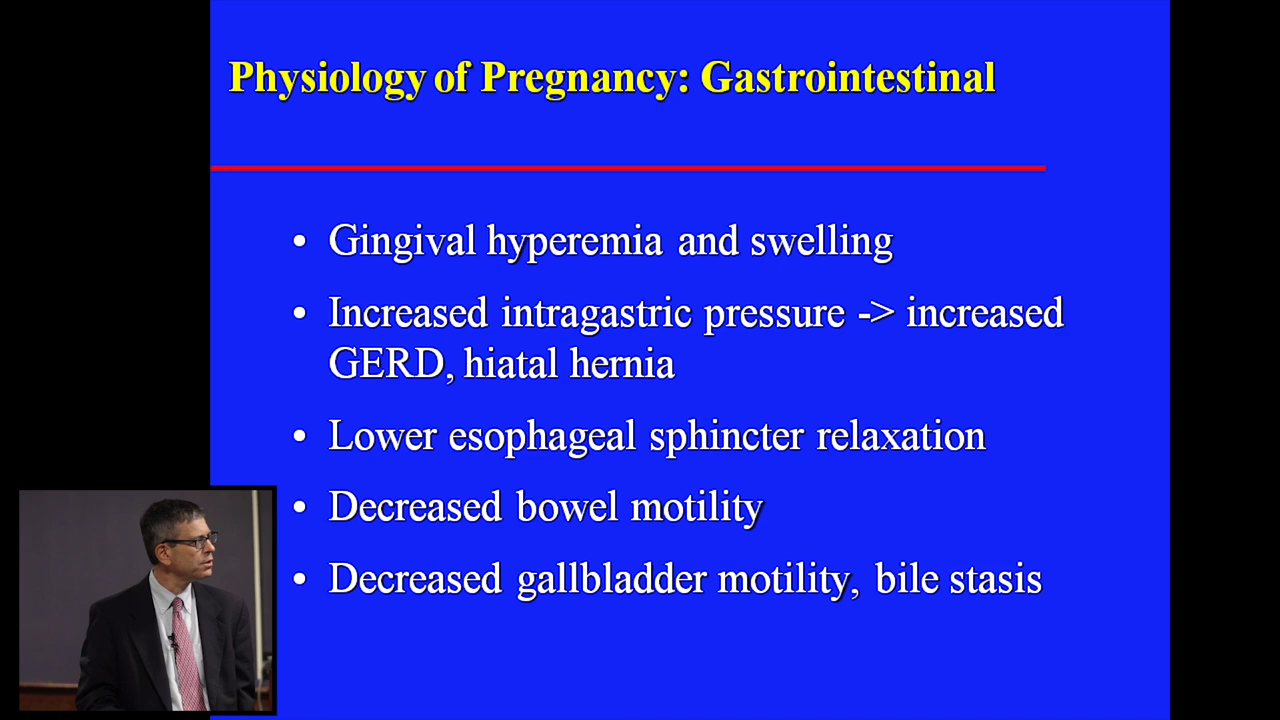 Physiology of Pregnancy: Gastrointestinal
• Gingival hyperemia and swelling
• Increased intragastric pressure -> increased
GERD, hiatal hernia
• Lower esophageal sphincter relaxation
• Decreased bowel motility
• Decreased gallbladder motility, bile stasis